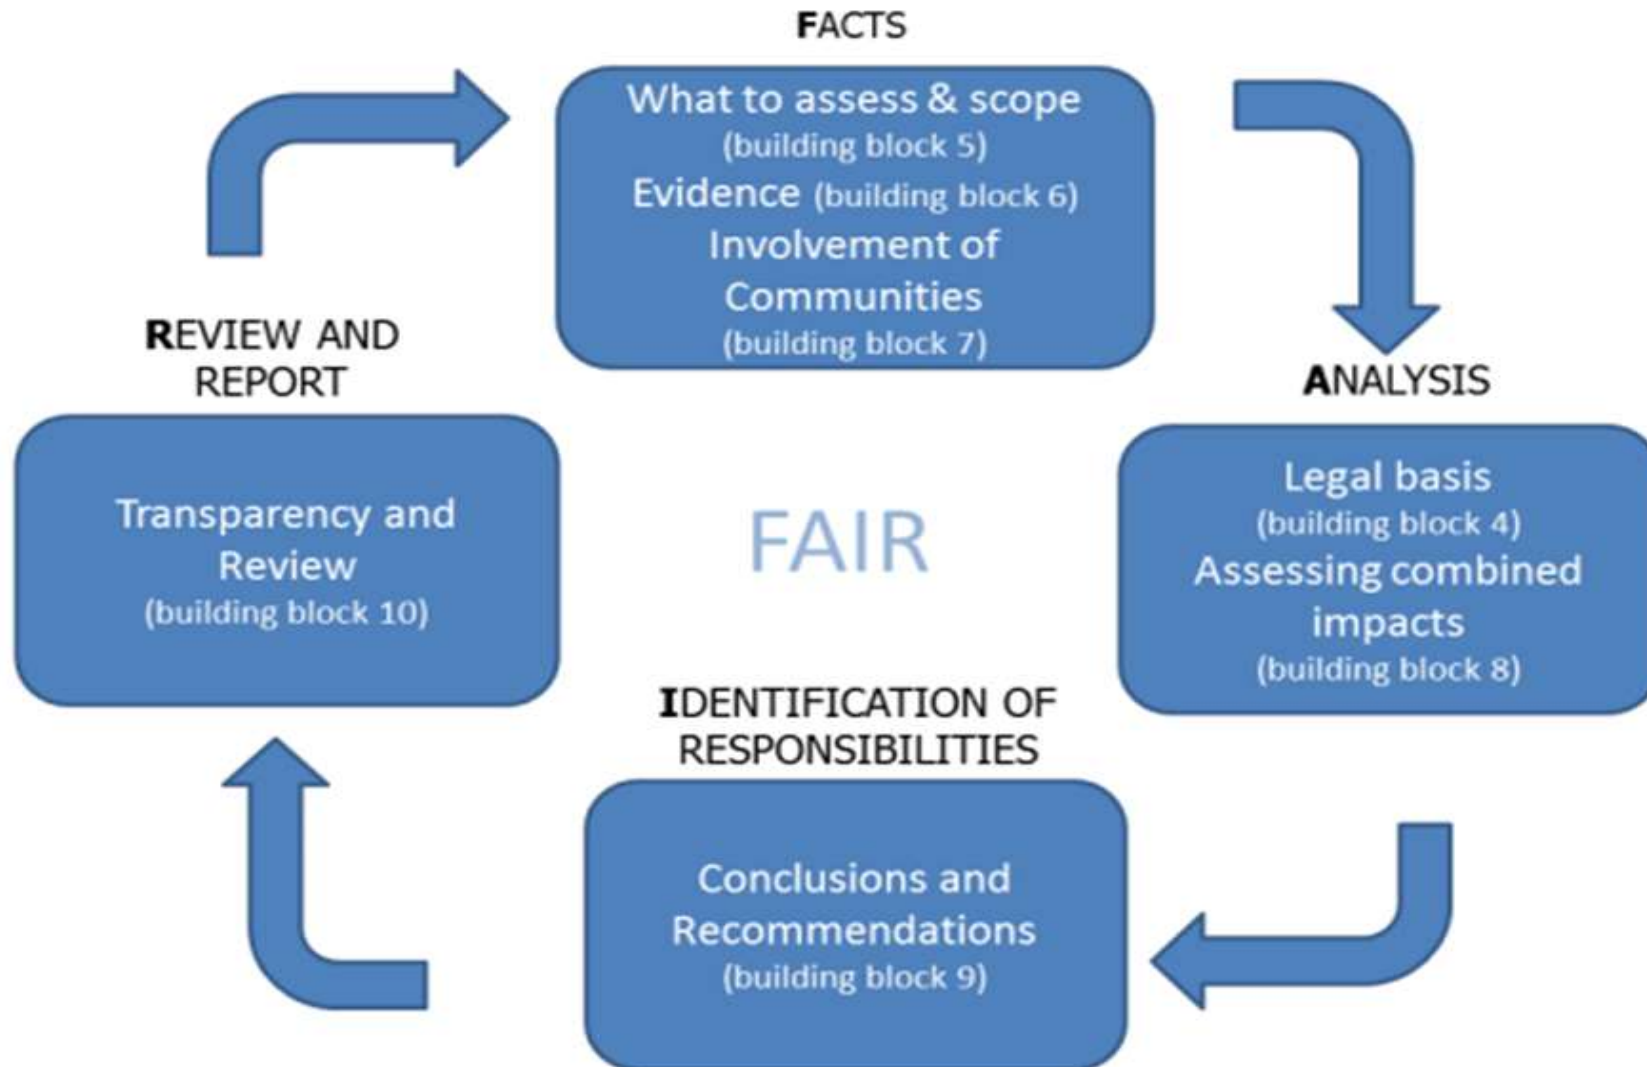 FACTS
What to assess & scope
(building block 5)
Evidence (building block 6)
Involvement of
Communities
(building block 7)
ANALYSIS
Legal basis
(building block 4)
Assessing combined
impacts
(building block 8)
IDENTIFICATION OF
RESPONSIBILITIES
Conclusions and
Recommendations
(building block 9)
REVIEW AND
REPORT
Transparency and
Review
(building block 10)
FAIR